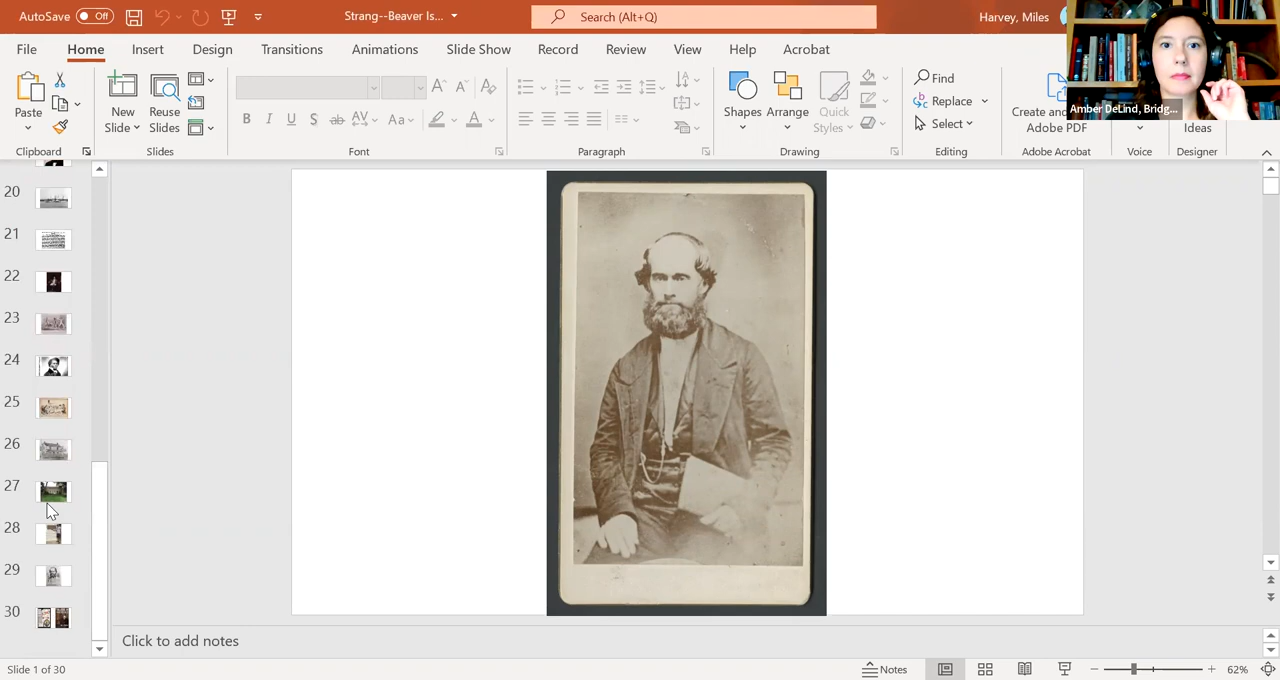 AutoSave Off Strang--Beaver Is... Search (Alt+Q) Harvey, Miles
File Home Insert Design Transitions Animations Slide Show Record Review View Help Acrobat
Paste New Slide Reuse Slides Shapes Arrange Quick Styles Find Replace Select Create and Adobe PDF Ideas
B I U S ab AV Aa A
Clipboard Slides Font Paragraph Drawing Editing Adobe Acrobat Voice Designer
Amber DeLind, Bridg...
20
21
22
23
24
25
26
27
28
29
30
Click to add notes
Slide 1 of 30 Notes 62%